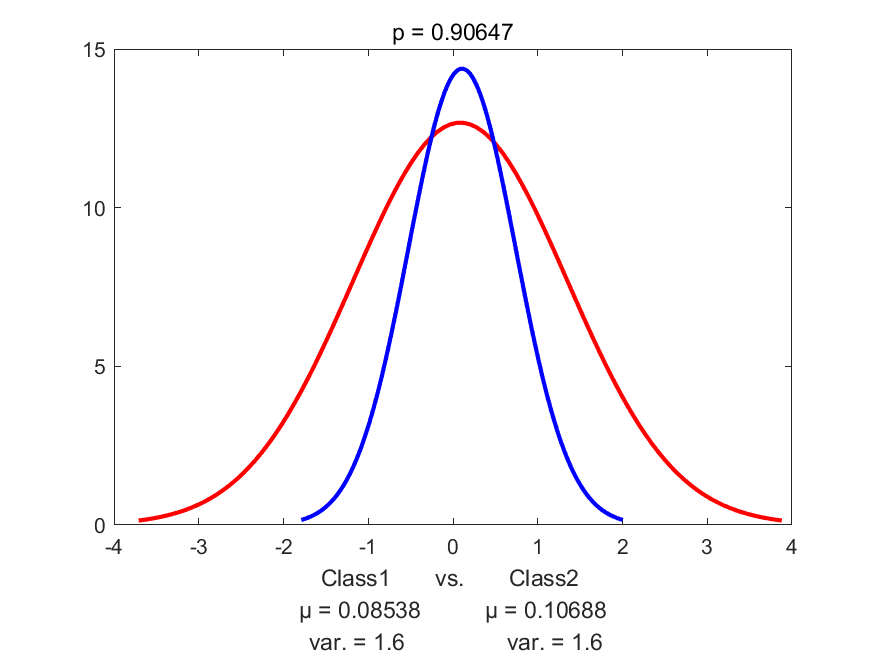 p = 0.90647
15
10
5
0
-4 -3 -2 -1 0 1 2 3 4
Class1 vs. Class2
μ = 0.08538 μ = 0.10688
var. = 1.6 var. = 1.6